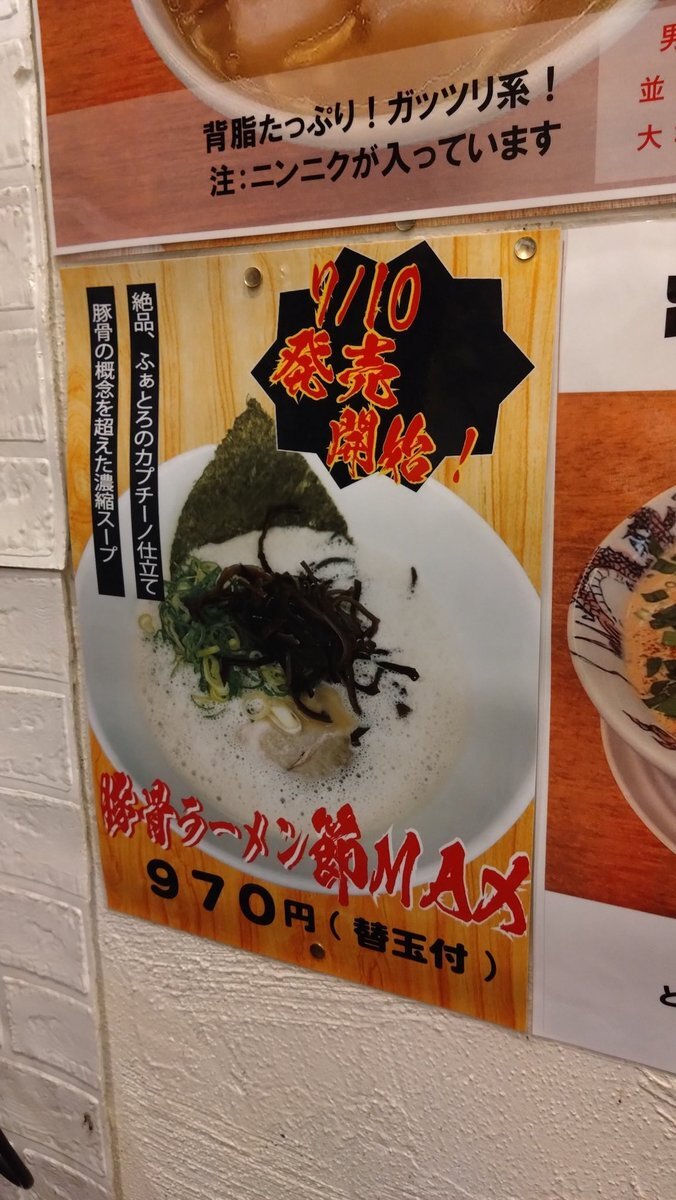 背脂たっぷり！ガッツリ系！
注：ニンニクが入っています
男
並
大
7/10
発売
開始！
絶品、ふぁとろのカプチーノ仕立て
豚骨の概念を超えた濃縮スープ
豚骨ラーメン節MAX
970円（替玉付）
と